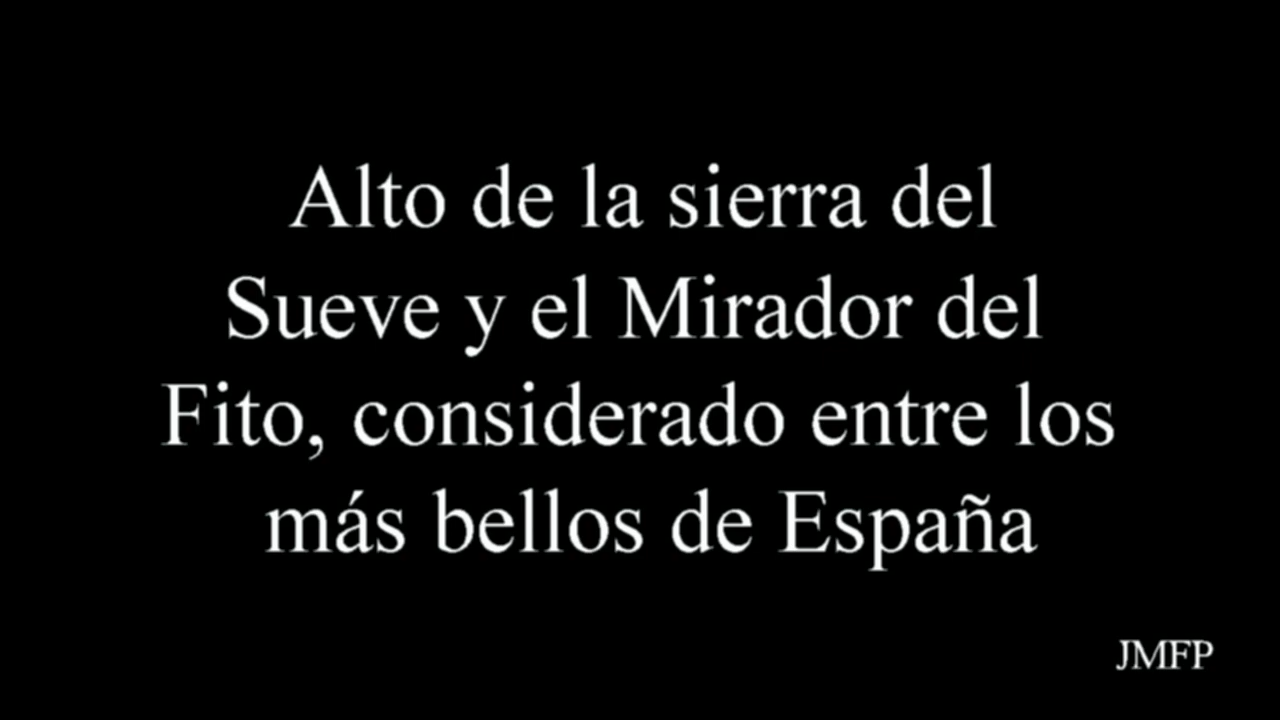 Alto de la sierra del
Sueve y el Mirador del
Fito, considerado entre los
más bellos de España
JMFP